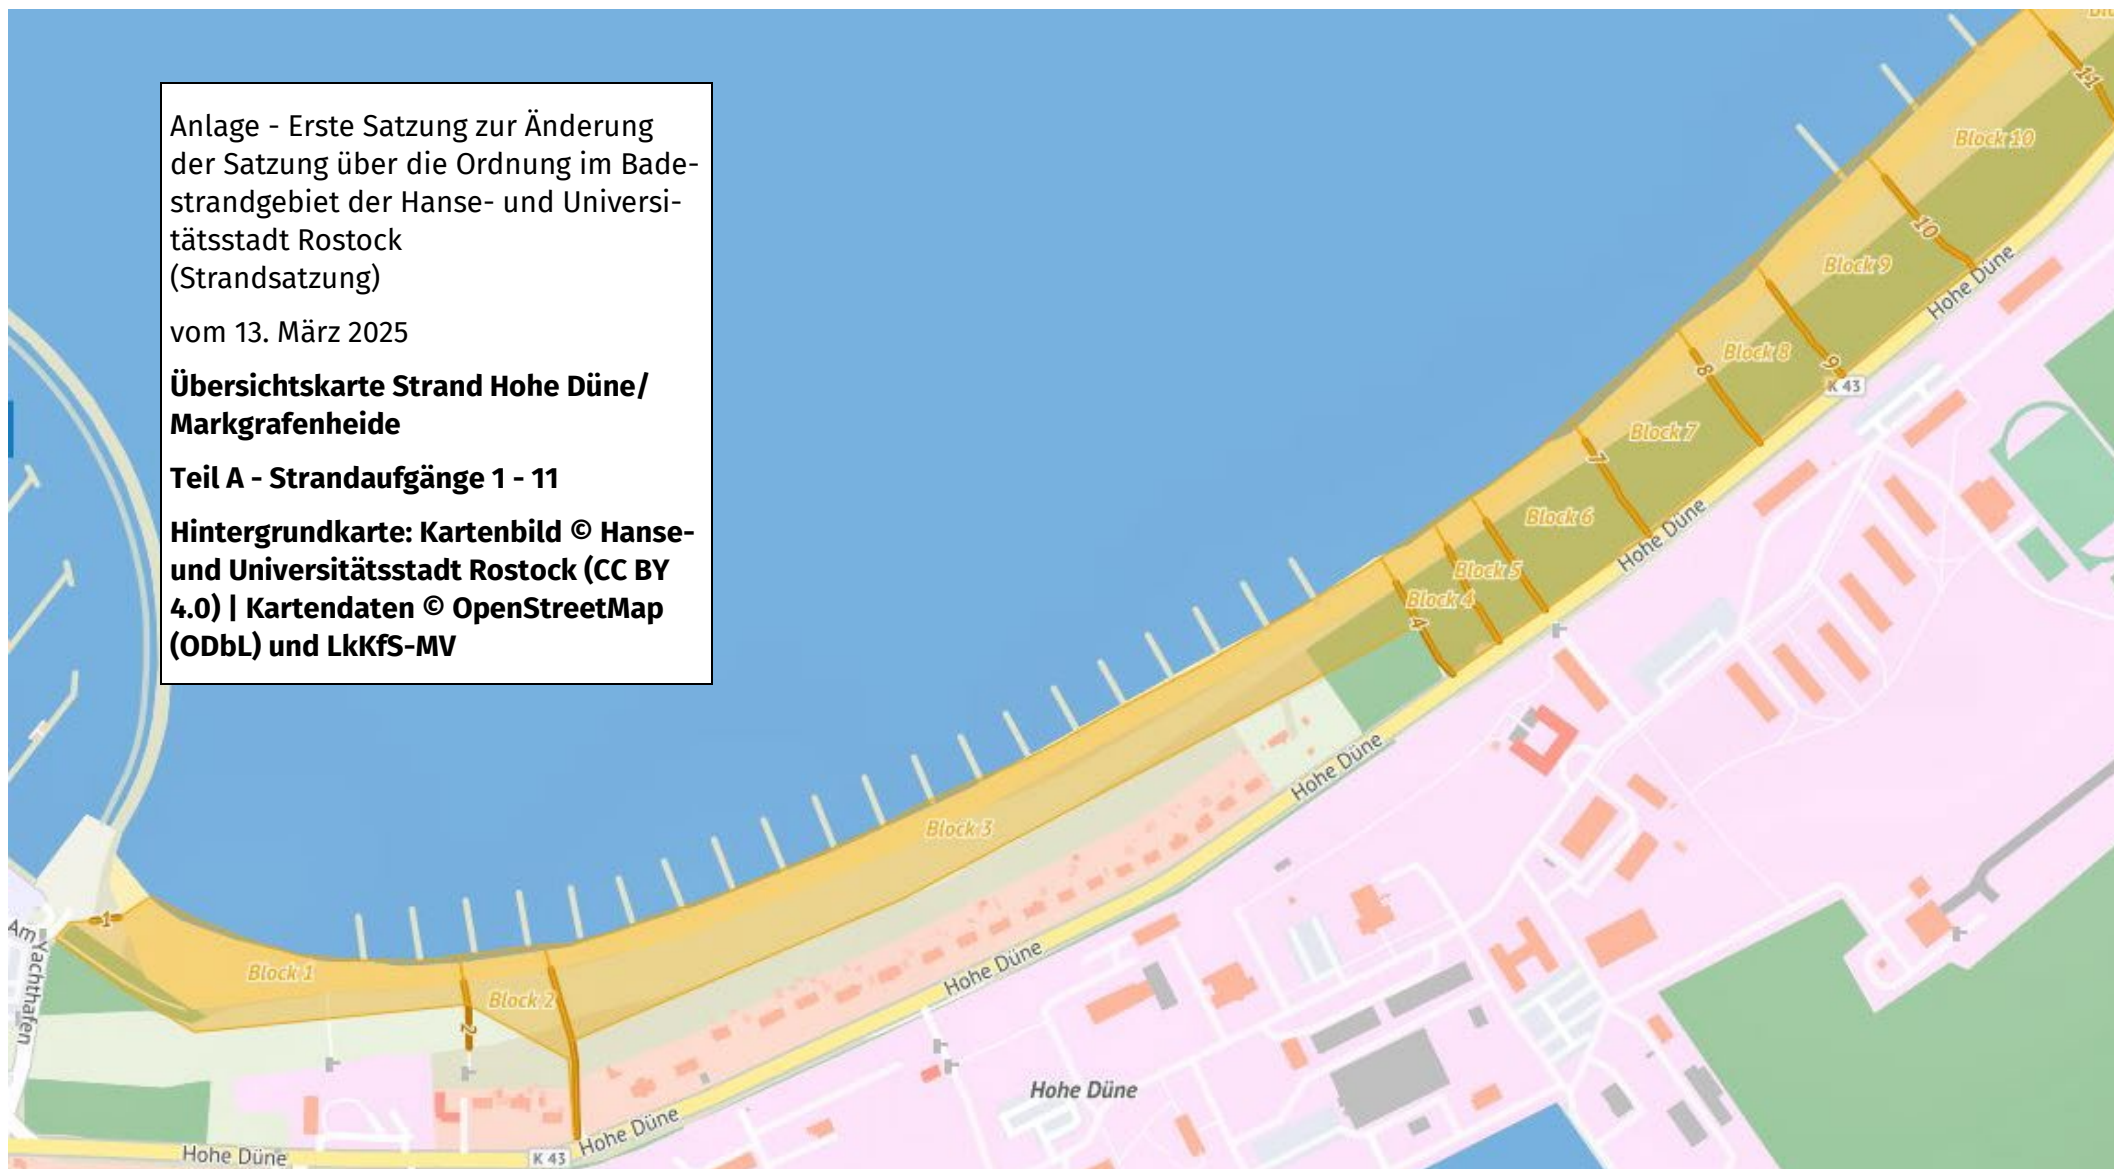 Anlage - Erste Satzung zur Änderung
der Satzung über die Ordnung im Bade-
strandgebiet der Hanse- und Universi-
tätsstadt Rostock
(Strandsatzung)
vom 13. März 2025
Übersichtskarte Strand Hohe Düne/
Markgrafenheide
Teil A - Strandaufgänge 1 - 11
Hintergrundkarte: Kartenbild © Hanse-
und Universitätsstadt Rostock (CC BY
4.0) | Kartendaten © OpenStreetMap
(ODbL) und LkKfS-MV
11
Block 10
10
Block 9
Hohe Düne
9
Block 8
8
K 43
Block 7
7
Block 6
Hohe Düne
Block 5
Block 4
4
Hohe Düne
Block 3
1
Am Yachthafen
Block 1
Block 2
2
Hohe Düne
Hohe Düne
Hohe Düne
K 43
Hohe Düne